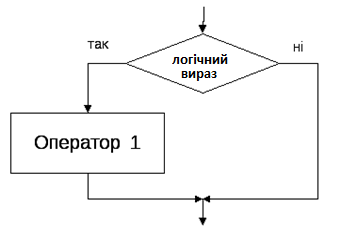 так
ні
логічний
вираз
Оператор 1